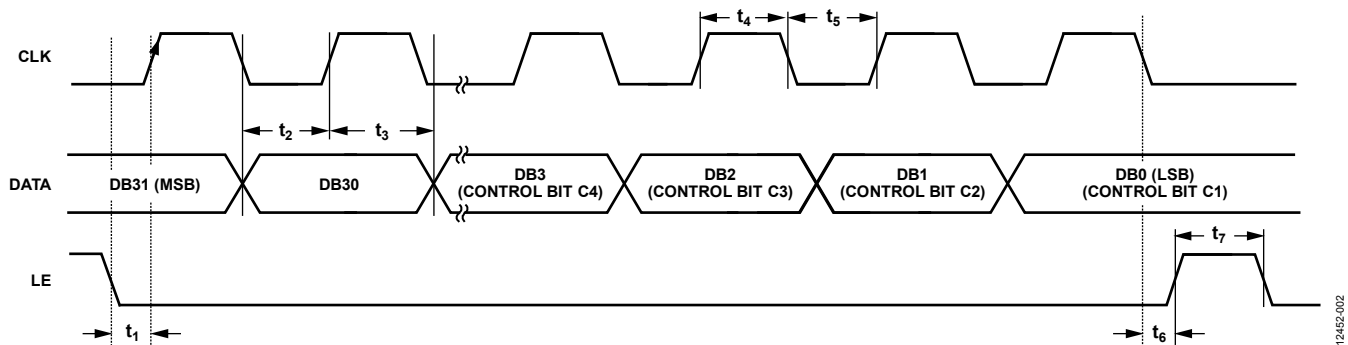 t4 t5
CLK
t2 t3
DATA
DB31 (MSB)
DB30
DB3
(CONTROL BIT C4)
DB2
(CONTROL BIT C3)
DB1
(CONTROL BIT C2)
DB0 (LSB)
(CONTROL BIT C1)
t7
LE
t1
t6
12452-002